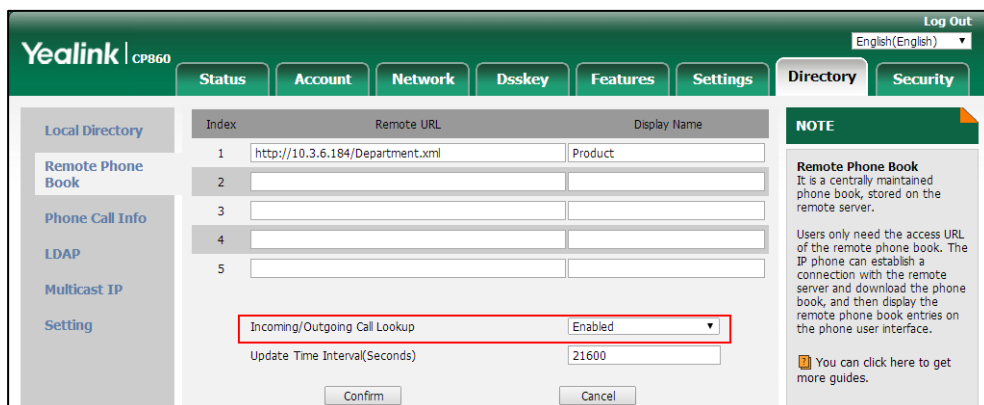 Log Out
English(English)
Yealink | CP860
Status Account Network Dsskey Features Settings Directory Security
Local Directory
Remote Phone
Book
Phone Call Info
LDAP
Multicast IP
Setting
Index Remote URL Display Name
1 http://10.3.6.184/Department.xml Product
2
3
4
5
Incoming/Outgoing Call Lookup Enabled
Update Time Interval(Seconds) 21600
Confirm Cancel
NOTE
Remote Phone Book
It is a centrally maintained
phone book, stored on the
remote server.
Users only need the access URL
of the remote phone book. The
IP phone can establish a
connection with the remote
server and download the phone
book, and then display the
remote phone book entries on
the phone user interface.
You can click here to get
more guides.